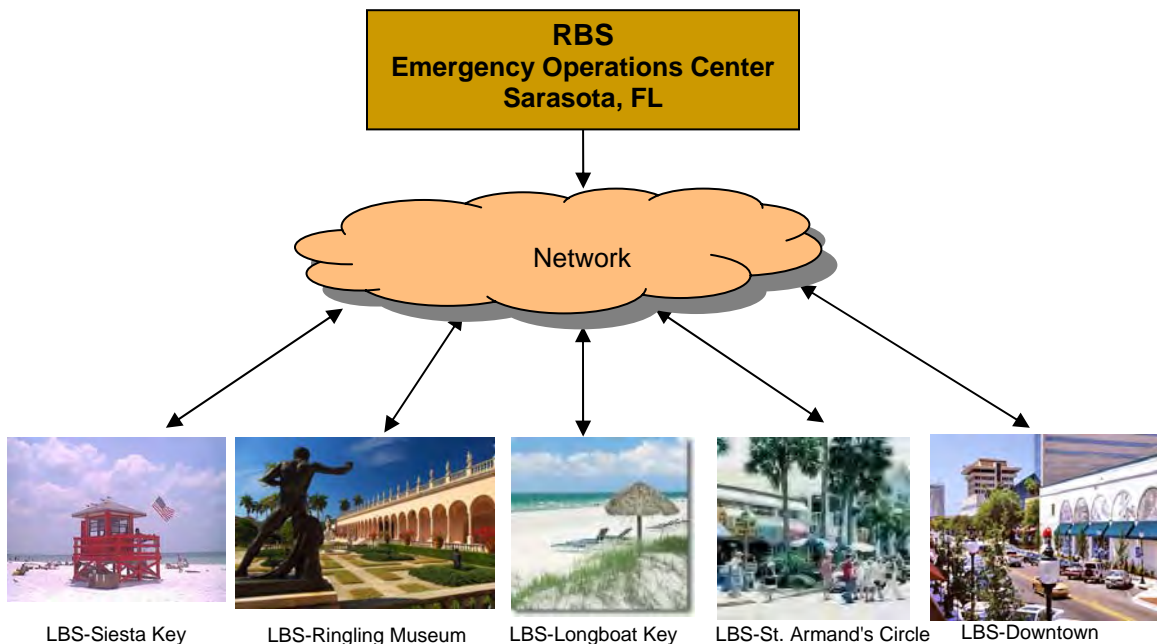 RBS
Emergency Operations Center
Sarasota, FL
Network
LBS-Siesta Key
LBS-Ringling Museum
LBS-Longboat Key
LBS-St. Armand's Circle
LBS-Downtown